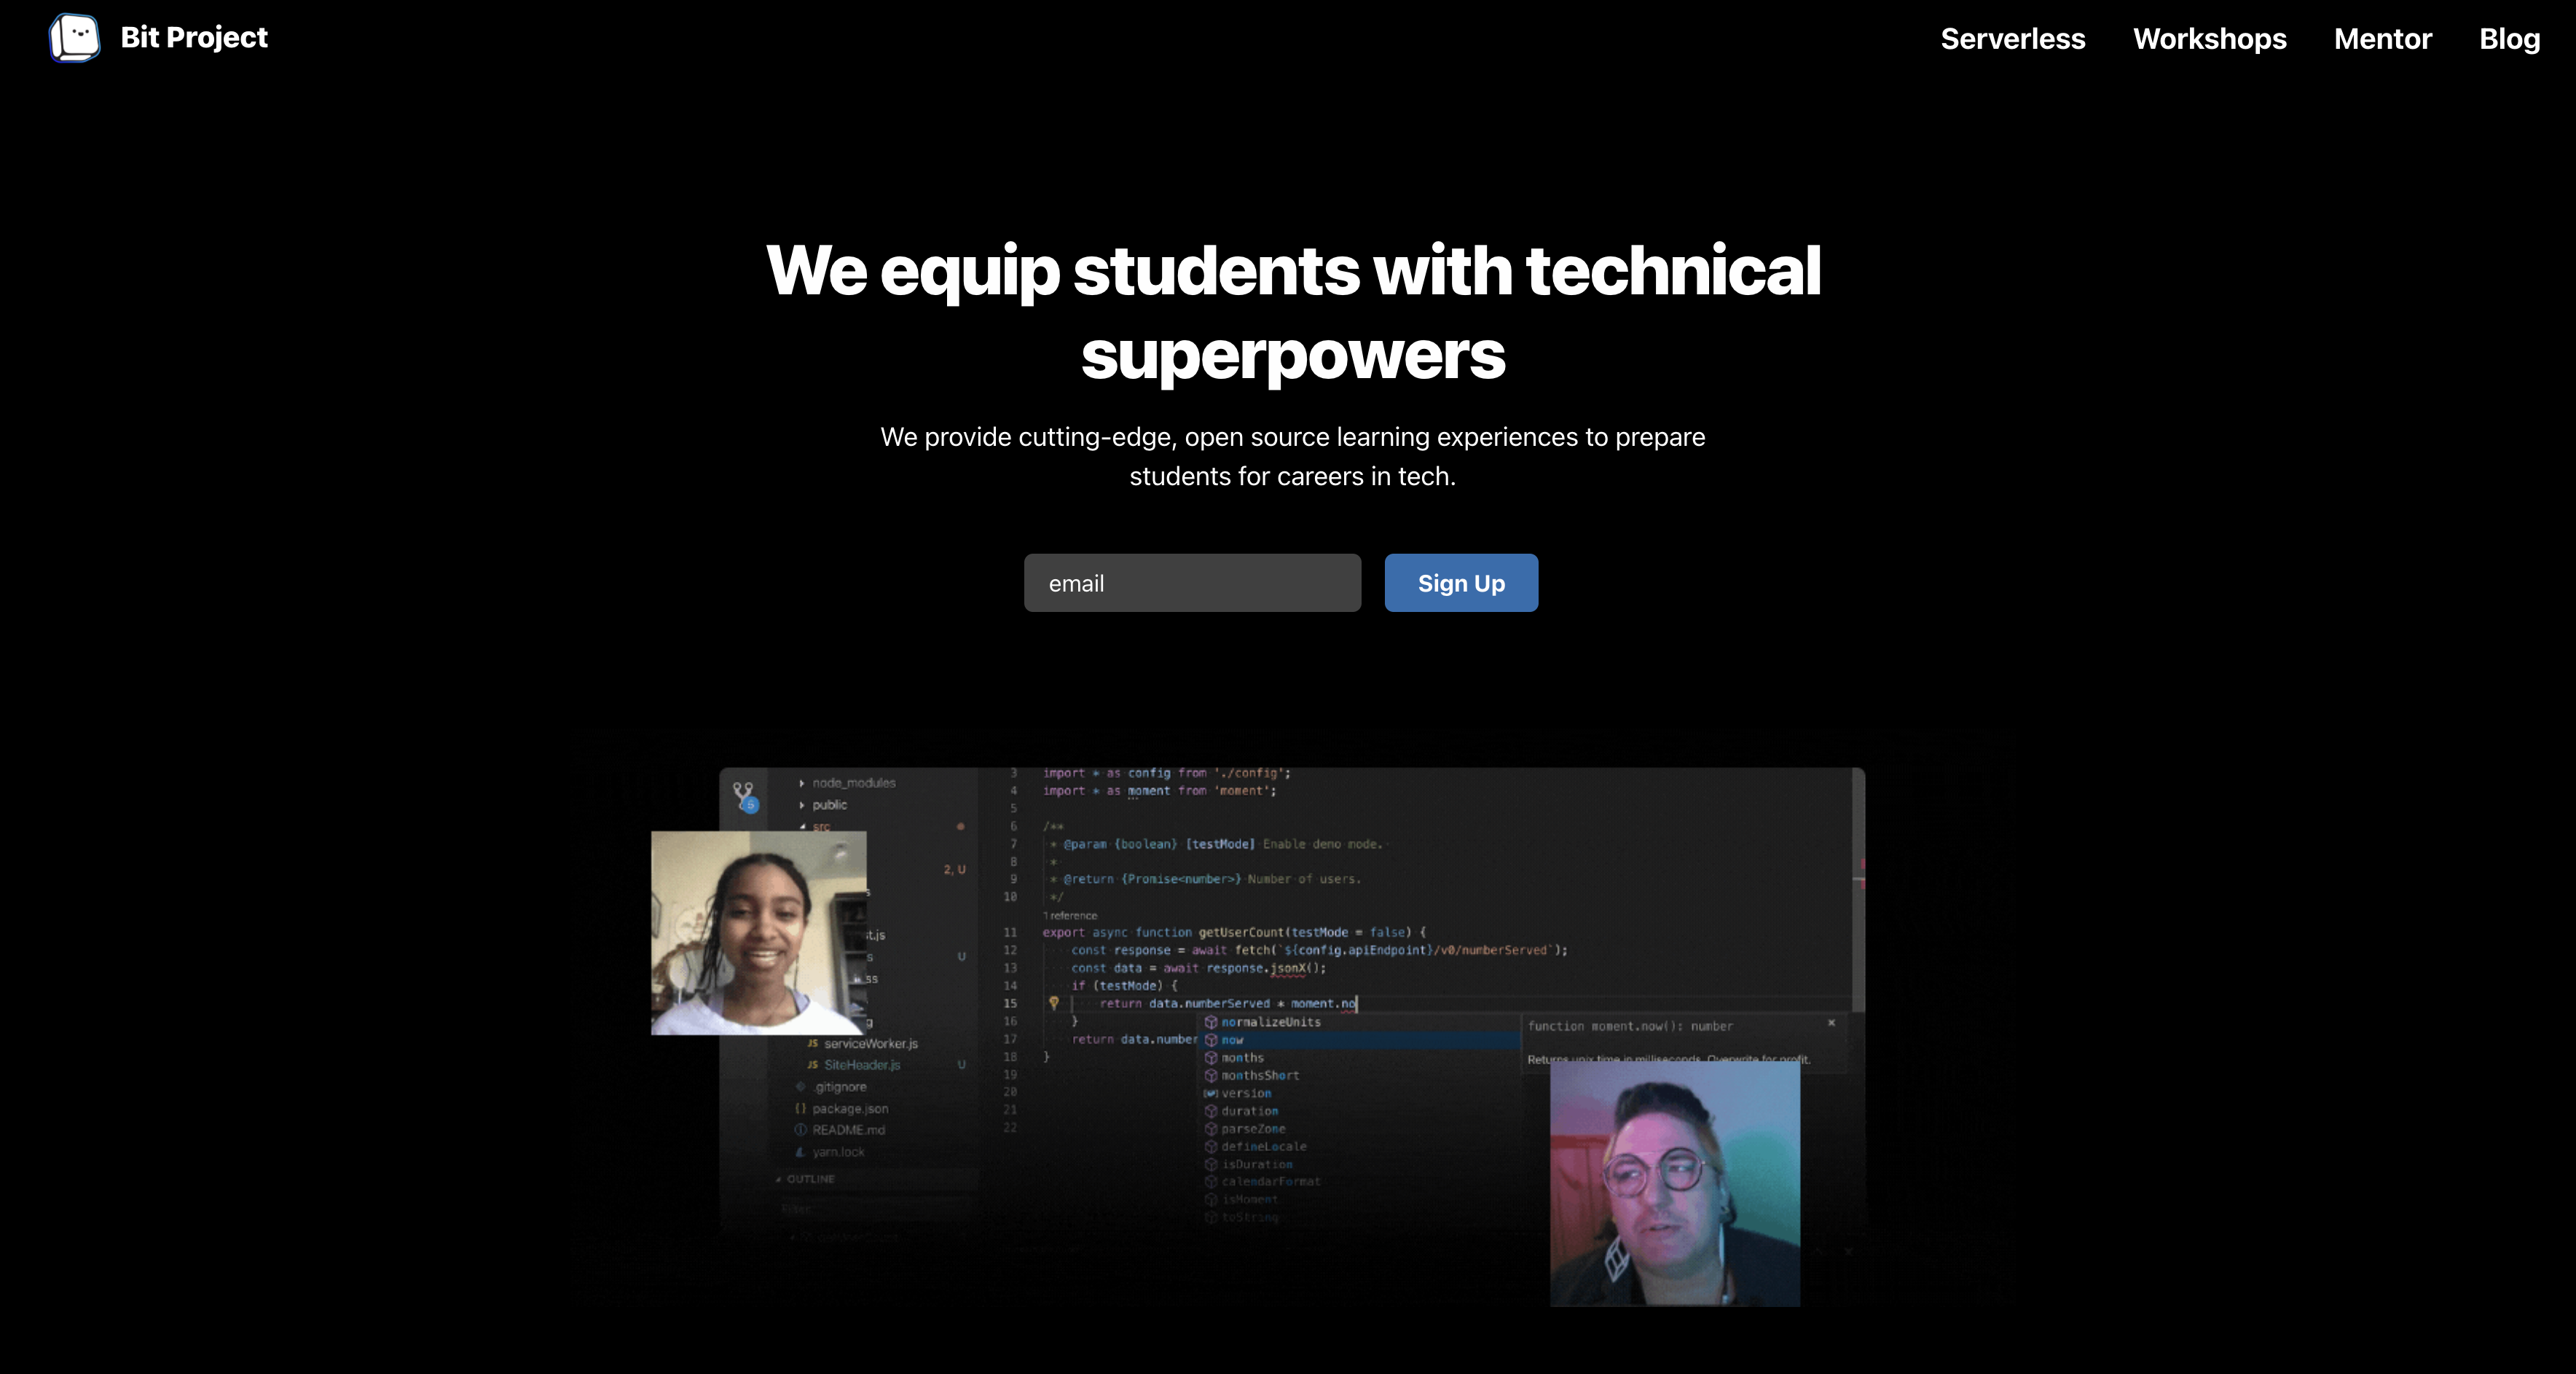 Bit Project
Serverless Workshops Mentor Blog
We equip students with technical
superpowers
We provide cutting-edge, open source learning experiences to prepare
students for careers in tech.
email
Sign Up
5
node_modules
public
src
2, U
s
st.js
s U
ss
g
JS serviceWorker.js
JS SiteHeader.js U
.gitignore
{} package.json
README.md
yarn.lock
OUTLINE
Filter
3 import * as config from './config';
4 import * as moment from 'moment';
5
6 /**
7 * @param {boolean} [testMode] Enable demo mode.
8 *
9 * @return {Promise<number>} Number of users.
10 */
1 reference
11 export async function getUserCount(testMode = false) {
12 const response = await fetch(`${config.apiEndpoint}/v0/numberServed`);
13 const data = await response.jsonX();
14 if (testMode) {
15 return data.numberServed * moment.no
16 }
17 return data.number
18 }
19
20
21
22
normalizeUnits
now
months
monthsShort
version
duration
parseZone
defineLocale
isDuration
calendarFormat
isMoment
toString
function moment.now(): number
Returns unix time in milliseconds. Overwrite for profit.